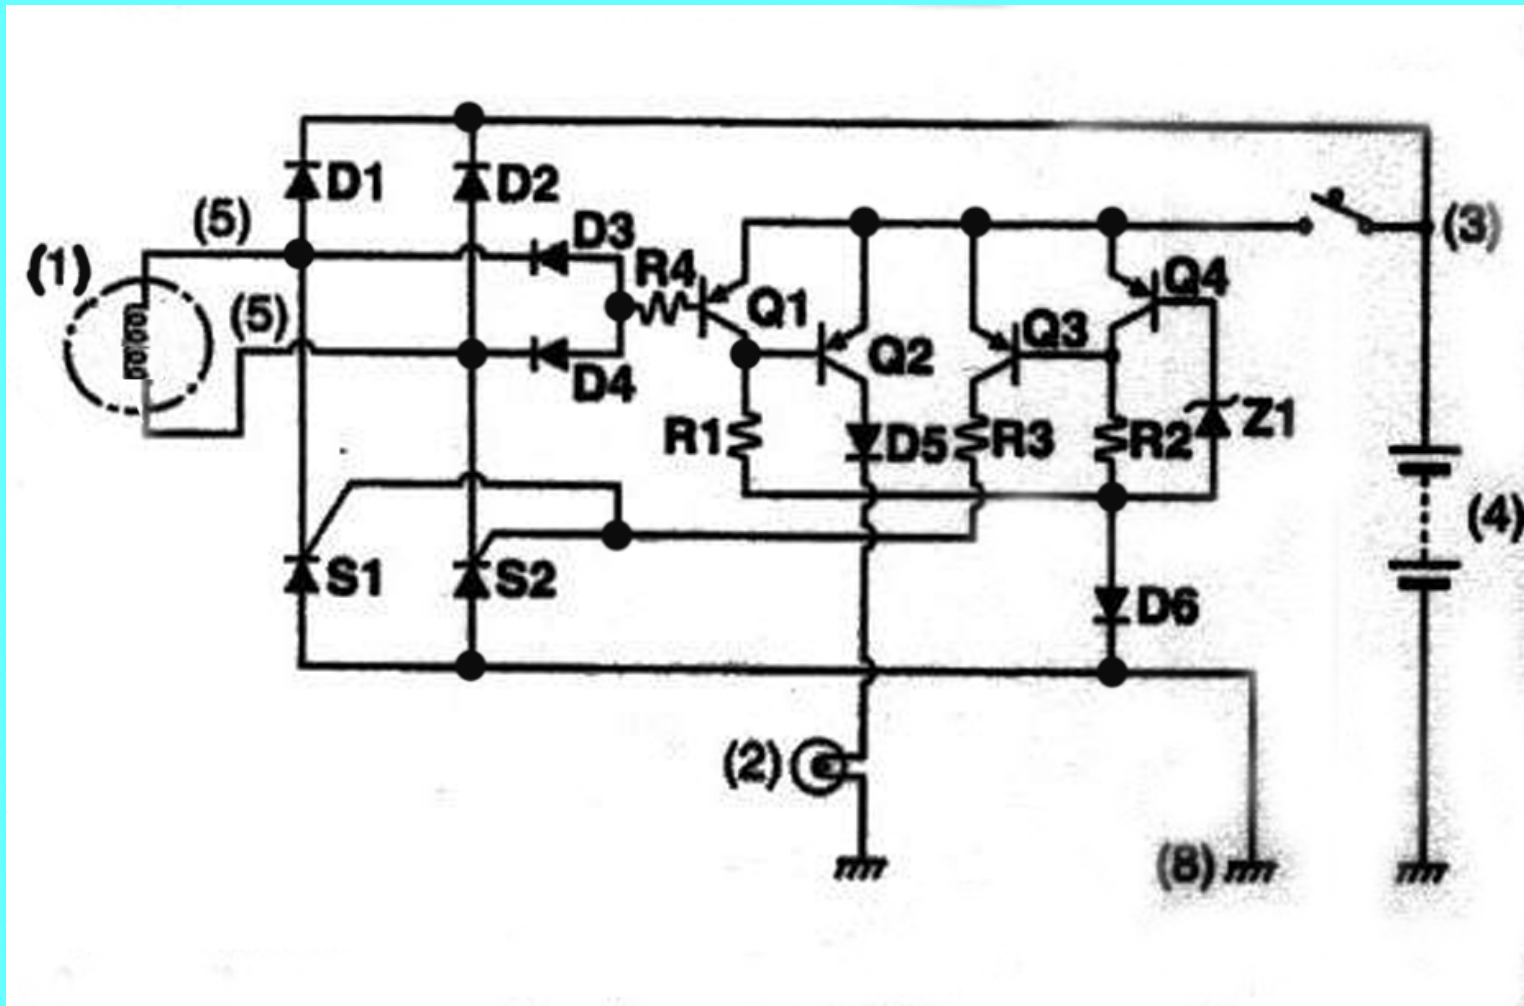 D1
D2
(5)
D3
(3)
(1)
R4
Q4
(5)
Q1
Q3
Q2
D4
R1
D5
R3
R2
Z1
(4)
S1
S2
D6
(2)
(8)